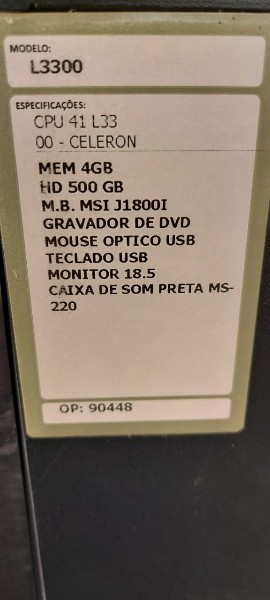 MODELO:
L3300
ESPECIFICAÇÕES:
CPU 41 L33
00 - CELERON
MEM 4GB
HD 500 GB
M.B. MSI J1800I
GRAVADOR DE DVD
MOUSE OPTICO USB
TECLADO USB
MONITOR 18.5
CAIXA DE SOM PRETA MS-
220
OP: 90448